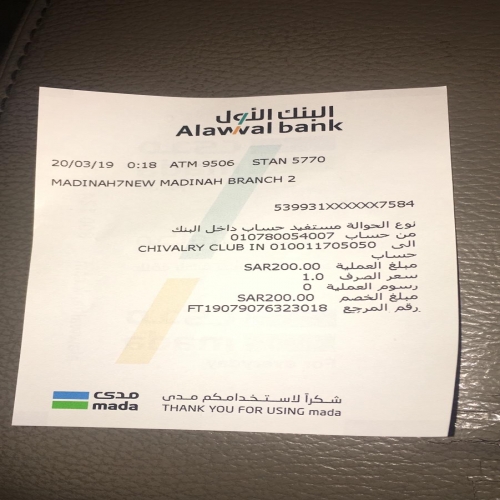 البنك الأول
Alawwal bank
20/03/19 0:18 ATM 9506 STAN 5770
MADINAH7NEW MADINAH BRANCH 2
539931XXXXXX7584
نوع الحوالة مستفيد حساب داخل البنك
من حساب 010780054007
الى CHIVALRY CLUB IN 010011705050
حساب
مبلغ العملية SAR200.00
سعر الصرف 1.0
رسوم العملية 0
مبلغ الخصم SAR200.00
رقم المرجع FT19079076323018
مدى شكراً لاستخدامكم مدى
mada THANK YOU FOR USING mada